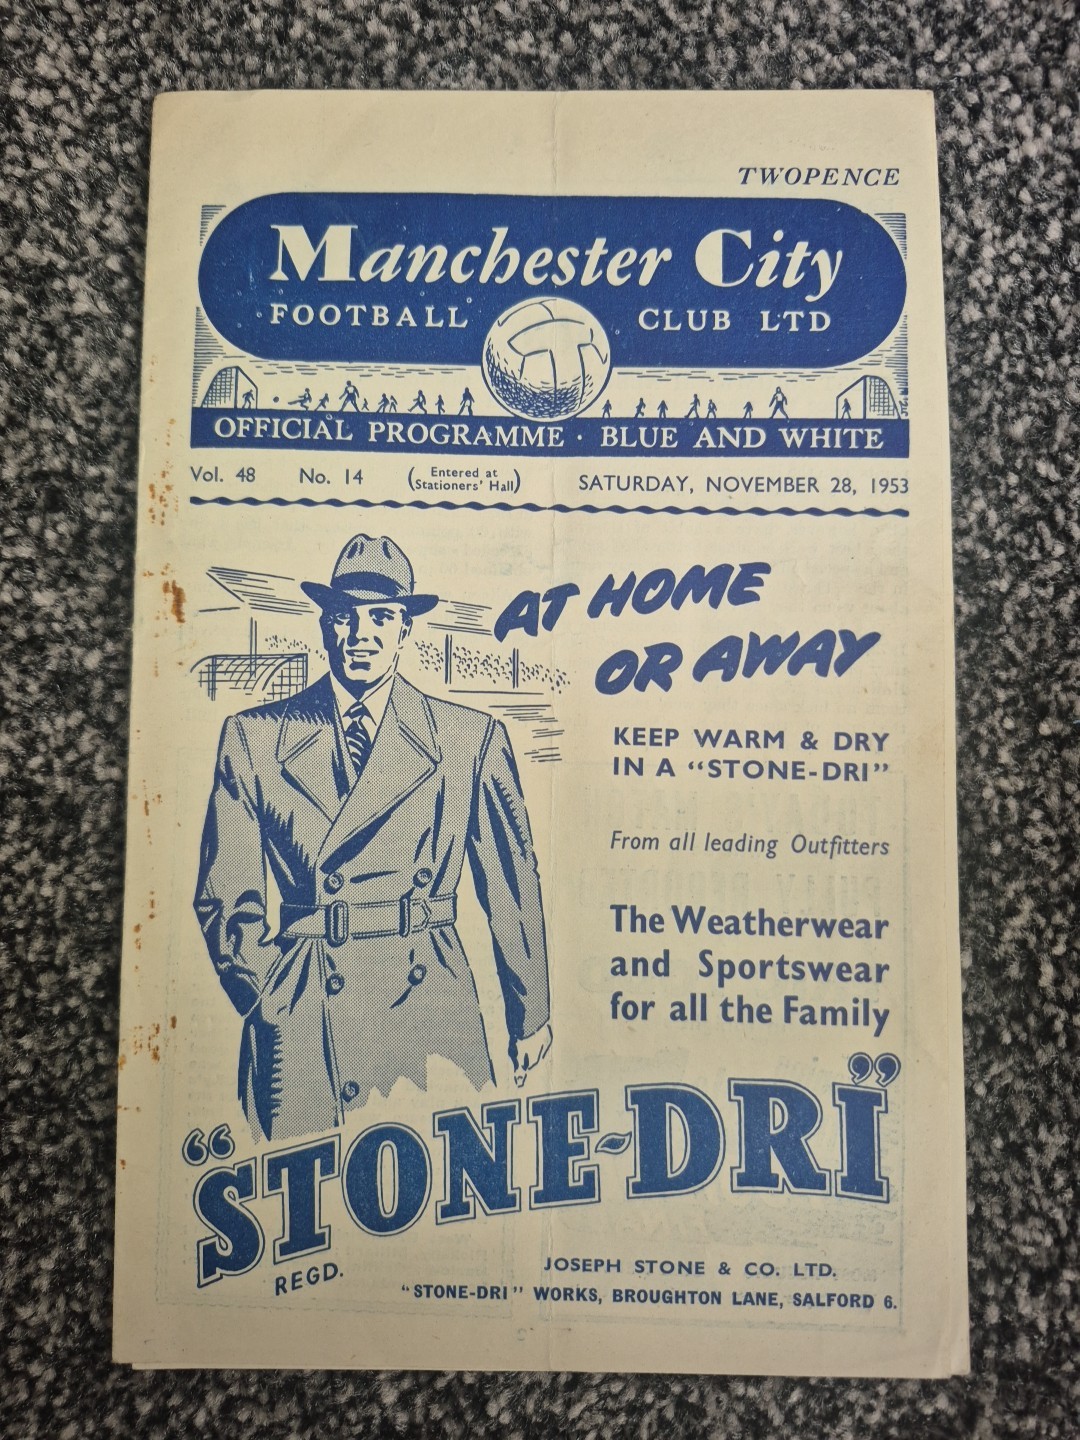 TWOPENCE
Manchester City
FOOTBALL CLUB LTD
OFFICIAL PROGRAMME · BLUE AND WHITE
Vol. 48 No. 14 (Entered at Stationers' Hall) SATURDAY, NOVEMBER 28, 1953
AT HOME
OR AWAY
KEEP WARM & DRY
IN A "STONE-DRI"
From all leading Outfitters
The Weatherwear
and Sportswear
for all the Family
"STONE-DRI"
REGD.
JOSEPH STONE & CO. LTD.
"STONE-DRI" WORKS, BROUGHTON LANE, SALFORD 6.